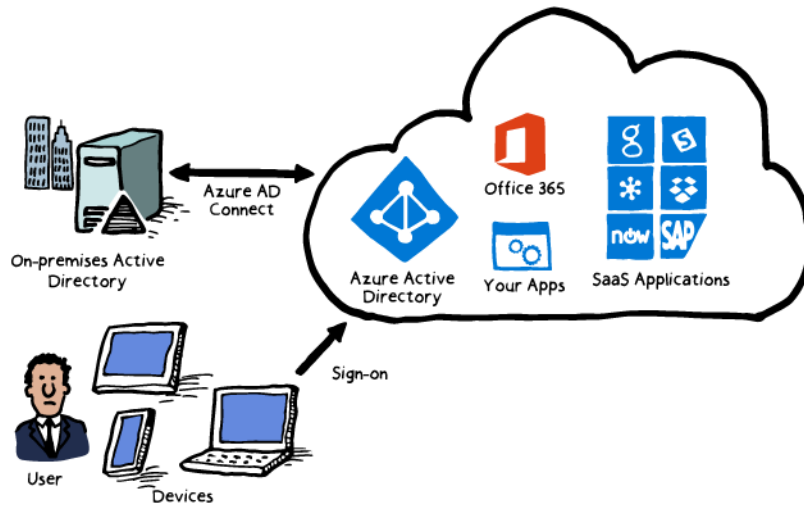 Azure AD
Connect
On-premises Active
Directory
Office 365
Azure Active
Directory
Your Apps
g
S
now
SAP
SaaS Applications
Sign-on
User
Devices